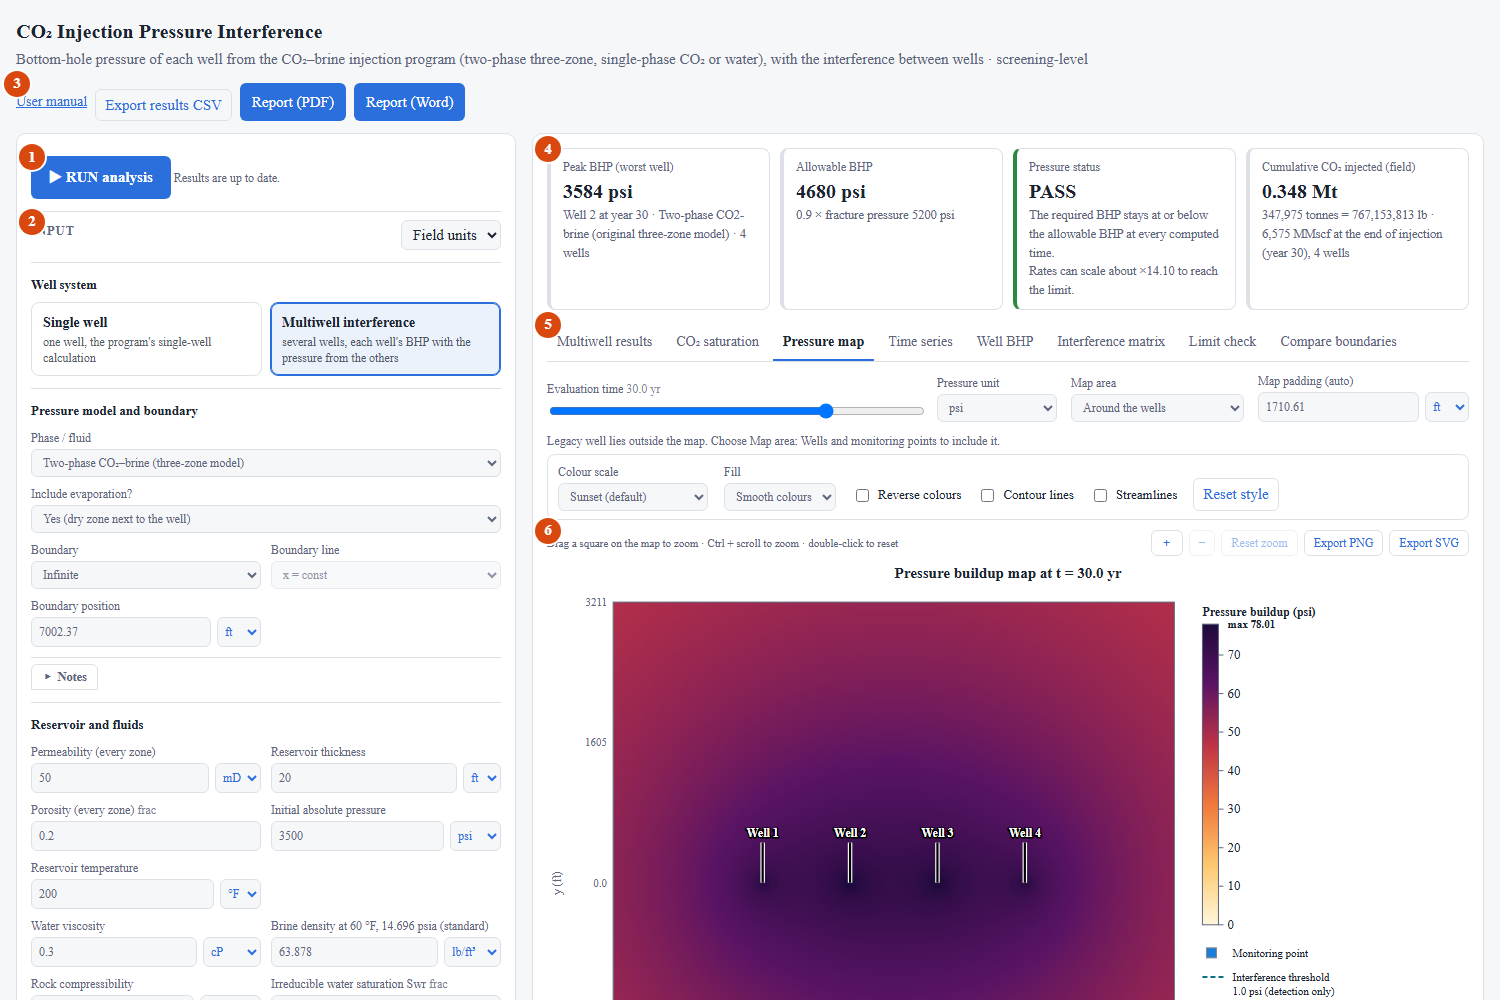 CO₂ Injection Pressure Interference
Bottom-hole pressure of each well from the CO₂–brine injection program (two-phase three-zone, single-phase CO₂ or water), with the interference between wells · screening-level
3
User manual
Export results CSV
Report (PDF)
Report (Word)
1
▶ RUN analysis
Results are up to date.
2
PUT
Field units
Well system
Single well
one well, the program's single-well
calculation
Multiwell interference
several wells, each well's BHP with the
pressure from the others
Pressure model and boundary
Phase / fluid
Two-phase CO₂–brine (three-zone model)
Include evaporation?
Yes (dry zone next to the well)
Boundary
Boundary line
Infinite
x = const
Boundary position
7002.37
ft
▸ Notes
Reservoir and fluids
Permeability (every zone)
Reservoir thickness
50
mD
20
ft
Porosity (every zone) frac
Initial absolute pressure
0.2
3500
psi
Reservoir temperature
200
°F
Water viscosity
Brine density at 60 °F, 14.696 psia (standard)
0.3
cP
63.878
lb/ft³
Rock compressibility
Irreducible water saturation Swr frac
4
Peak BHP (worst well)
3584 psi
Well 2 at year 30 · Two-phase CO2-
brine (original three-zone model) · 4
wells
Allowable BHP
4680 psi
0.9 × fracture pressure 5200 psi
Pressure status
PASS
The required BHP stays at or below
the allowable BHP at every computed
time.
Rates can scale about ×14.10 to reach
the limit.
Cumulative CO₂ injected (field)
0.348 Mt
347,975 tonnes = 767,153,813 lb ·
6,575 MMscf at the end of injection
(year 30), 4 wells
5
Multiwell results
CO₂ saturation
Pressure map
Time series
Well BHP
Interference matrix
Limit check
Compare boundaries
Evaluation time 30.0 yr
Pressure unit
psi
Map area
Around the wells
Map padding (auto)
1710.61
ft
Legacy well lies outside the map. Choose Map area: Wells and monitoring points to include it.
Colour scale
Sunset (default)
Fill
Smooth colours
Reverse colours
Contour lines
Streamlines
Reset style
6
Drag a square on the map to zoom · Ctrl + scroll to zoom · double-click to reset
+
−
Reset zoom
Export PNG
Export SVG
Pressure buildup map at t = 30.0 yr
3211
1605
0.0
y (ft)
Well 1
Well 2
Well 3
Well 4
Pressure buildup (psi)
max 78.01
70
60
50
40
30
20
10
0
Monitoring point
Interference threshold
1.0 psi (detection only)